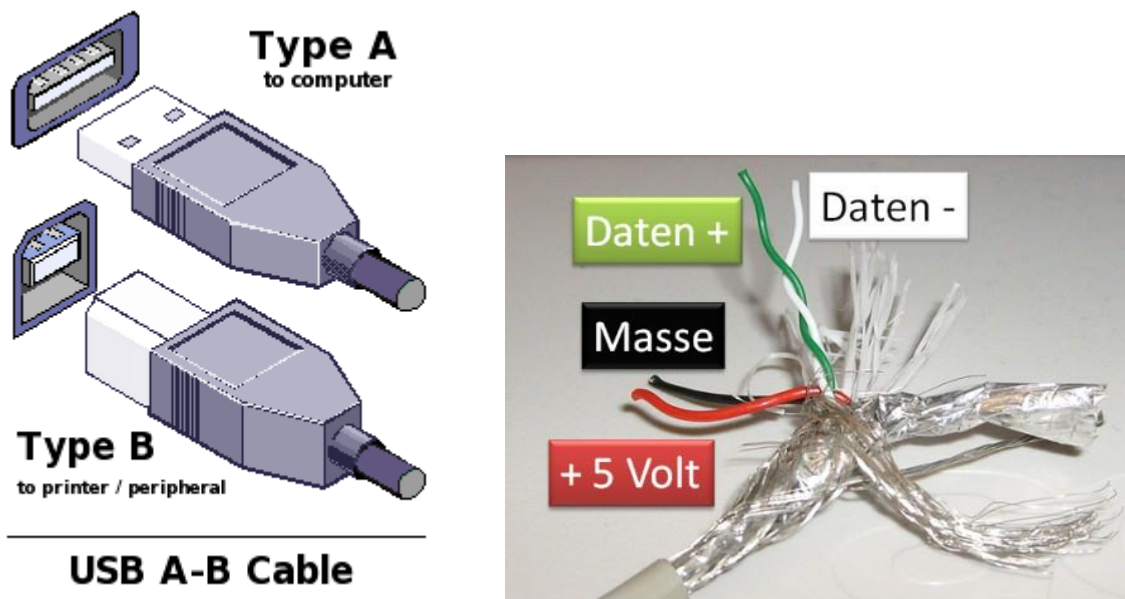 Type A
to computer
Type B
to printer / peripheral
USB A-B Cable
Daten +
Daten -
Masse
+ 5 Volt